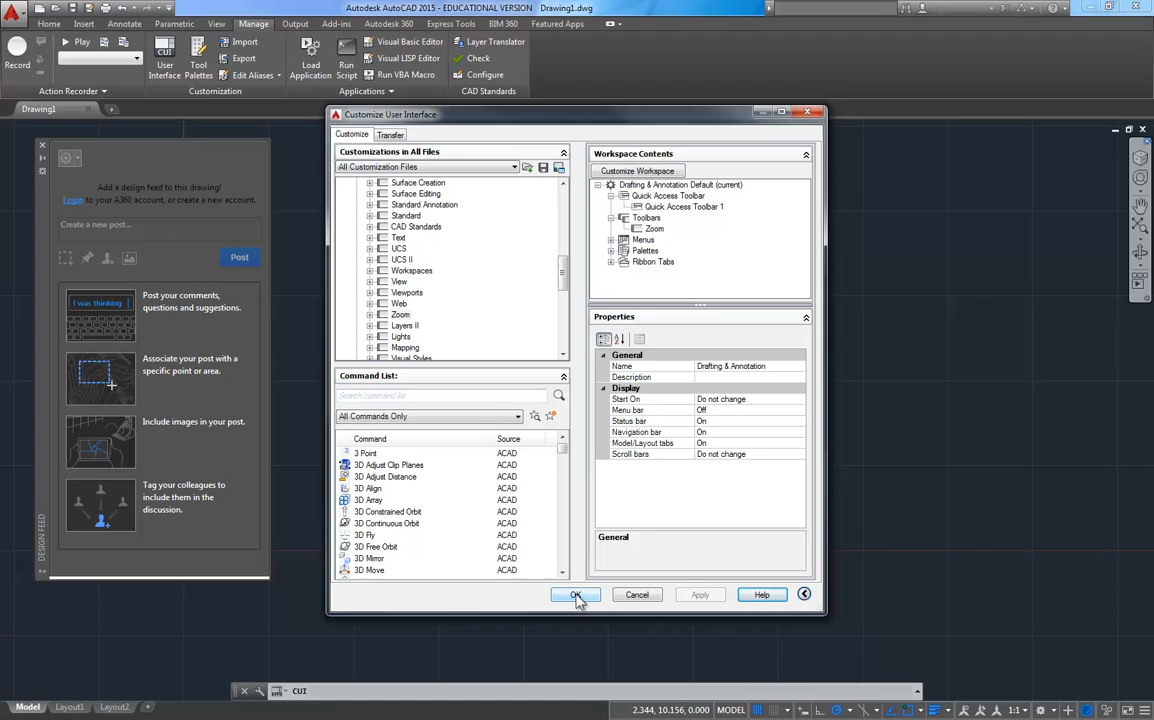 Autodesk AutoCAD 2015 - EDUCATIONAL VERSION Drawing1.dwg
Home Insert Annotate Parametric View Manage Output Add-ins Autodesk 360 Express Tools BIM 360 Featured Apps
Record
Play
User Interface
CUI
Tool Palettes
Import
Export
Edit Aliases
Load Application
Run Script
Visual Basic Editor
Visual LISP Editor
Run VBA Macro
Layer Translator
Check
Configure
Action Recorder Customization Applications CAD Standards
Drawing1
Add a design feed to this drawing!
Login to your A360 account, or create a new account.
Create a new post...
Post
I was thinking
Post your comments, questions and suggestions.
Associate your post with a specific point or area.
Include images in your post.
Tag your colleagues to include them in the discussion.
DESIGN FEED
Customize User Interface
Customize Transfer
Customizations in All Files
All Customization Files
Surface Creation
Surface Editing
Standard Annotation
Standard
CAD Standards
Text
UCS
UCS II
Workspaces
View
Viewports
Web
Zoom
Layers II
Lights
Mapping
Visual Styles
Command List:
Search command list
All Commands Only
Command Source
3 Point ACAD
3D Adjust Clip Planes ACAD
3D Adjust Distance ACAD
3D Align ACAD
3D Array ACAD
3D Constrained Orbit ACAD
3D Continuous Orbit ACAD
3D Fly ACAD
3D Free Orbit ACAD
3D Mirror ACAD
3D Move ACAD
Workspace Contents
Customize Workspace
Drafting & Annotation Default (current)
Quick Access Toolbar
Quick Access Toolbar 1
Toolbars
Zoom
Menus
Palettes
Ribbon Tabs
Properties
General
Name Drafting & Annotation
Description
Display
Start On Do not change
Menu bar Off
Status bar On
Navigation bar On
Model/Layout tabs On
Scroll bars Do not change
General
OK Cancel Apply Help
CUI
Model Layout1 Layout2 +
2.344, 10.156, 0.000 MODEL 1:1